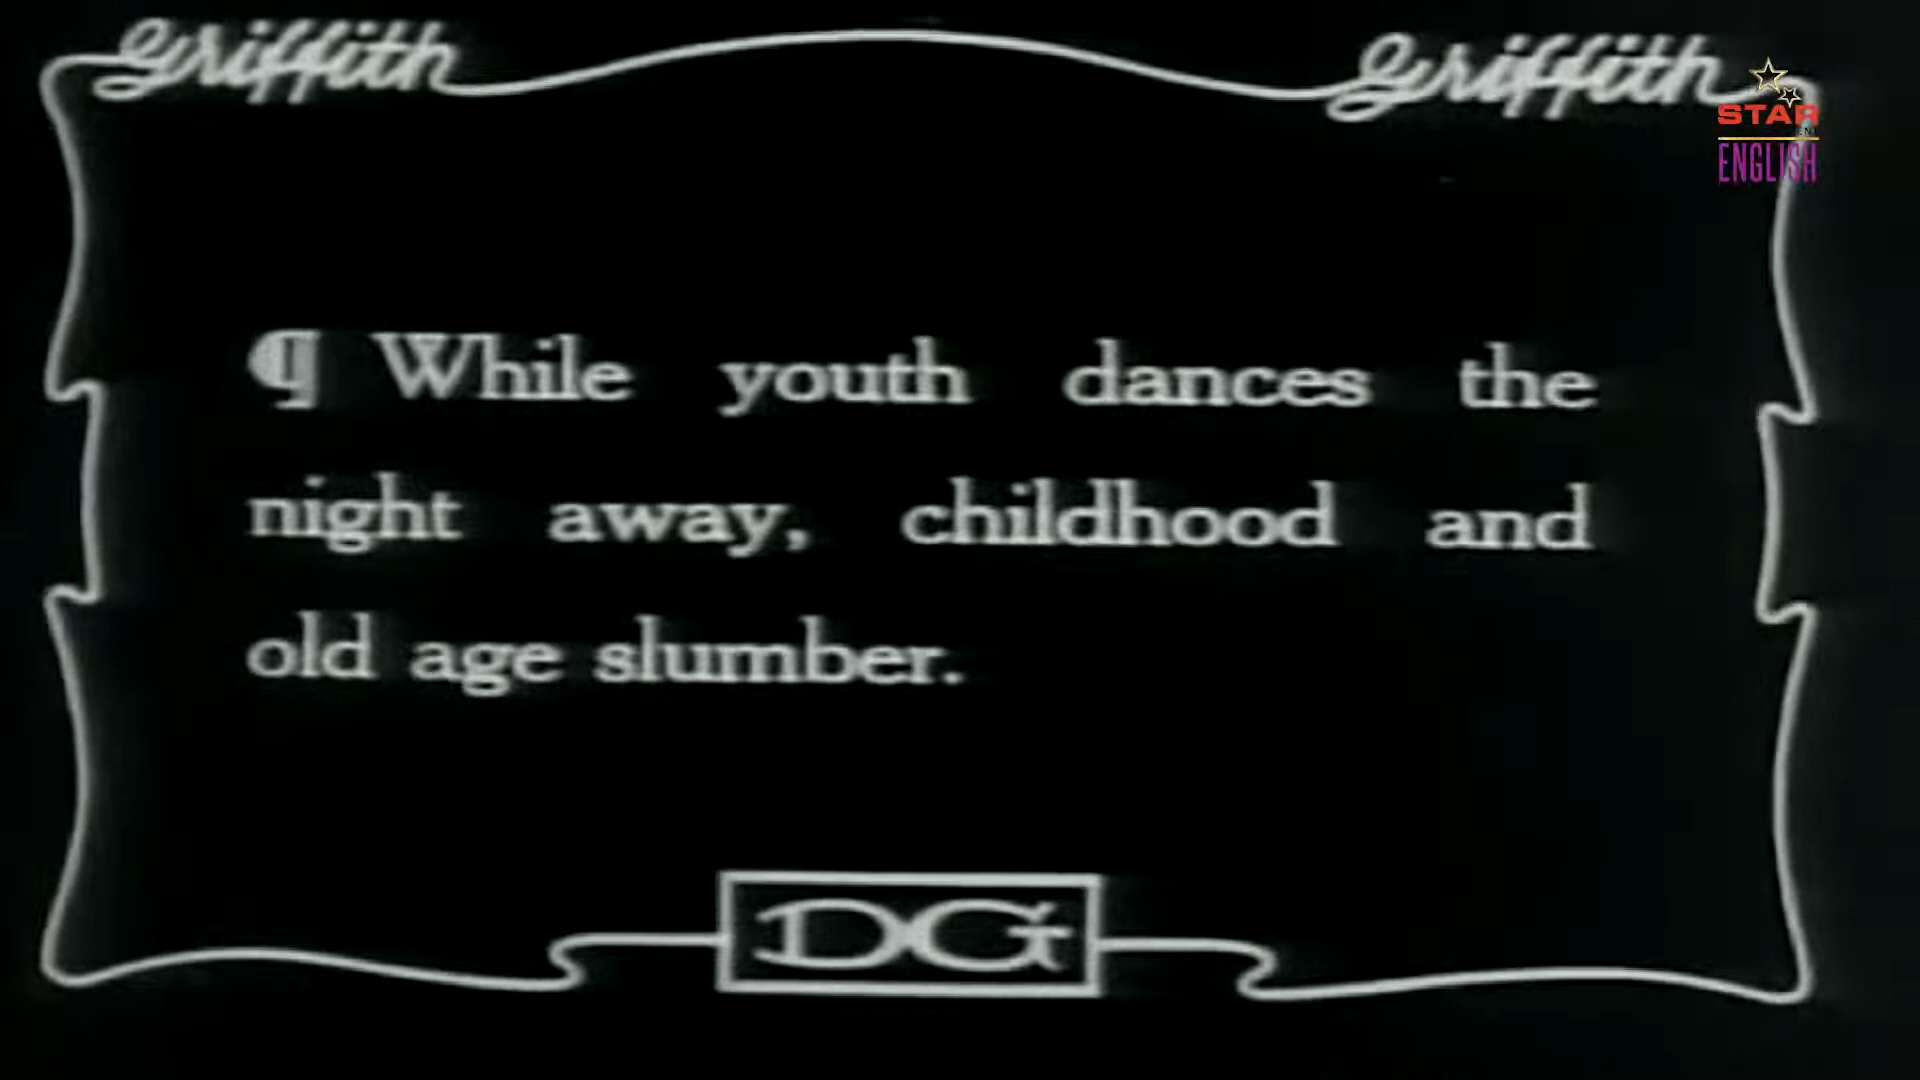 Griffith Griffith
STAR
ENGLISH
¶ While youth dances the
night away, childhood and
old age slumber.
DG